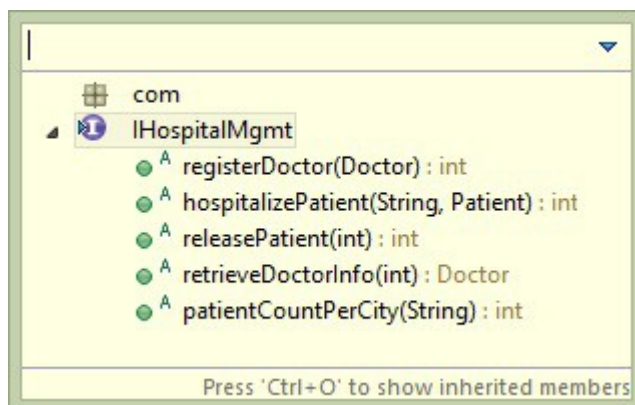 com
IHospitalMgmt
A registerDoctor(Doctor) : int
A hospitalizePatient(String, Patient) : int
A releasePatient(int) : int
A retrieveDoctorInfo(int) : Doctor
A patientCountPerCity(String) : int
Press 'Ctrl+O' to show inherited members